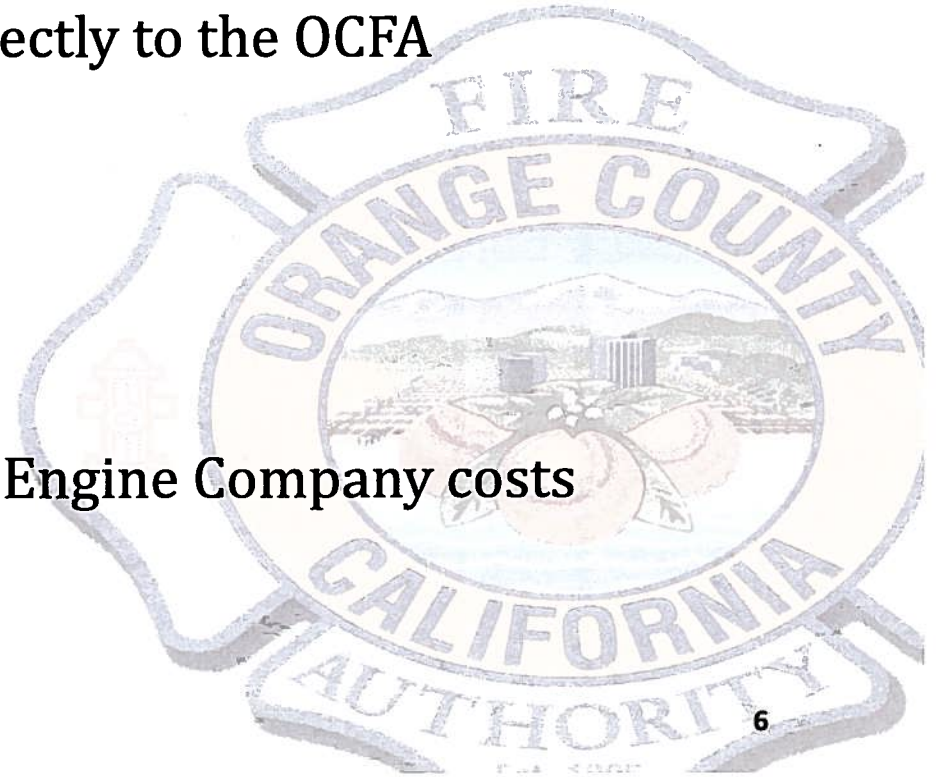 ectly to the OCFA
FIRE
ORANGE COUNTY
Engine Company costs
CALIFORNIA
AUTHORITY
6